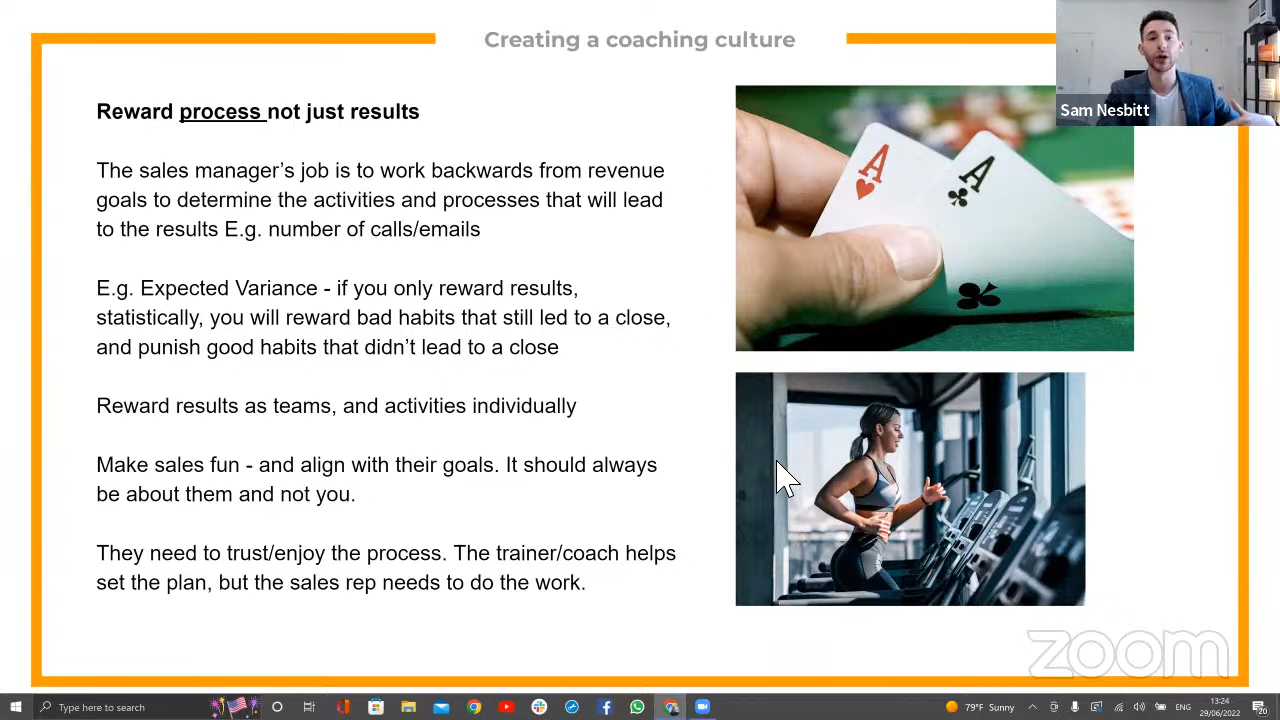 Creating a coaching culture
Sam Nesbitt
Reward process not just results
The sales manager’s job is to work backwards from revenue
goals to determine the activities and processes that will lead
to the results E.g. number of calls/emails
E.g. Expected Variance - if you only reward results,
statistically, you will reward bad habits that still led to a close,
and punish good habits that didn’t lead to a close
Reward results as teams, and activities individually
Make sales fun - and align with their goals. It should always
be about them and not you.
They need to trust/enjoy the process. The trainer/coach helps
set the plan, but the sales rep needs to do the work.
A
A
zoom
Type here to search
79°F Sunny
ENG
13:24
29/06/2022
20